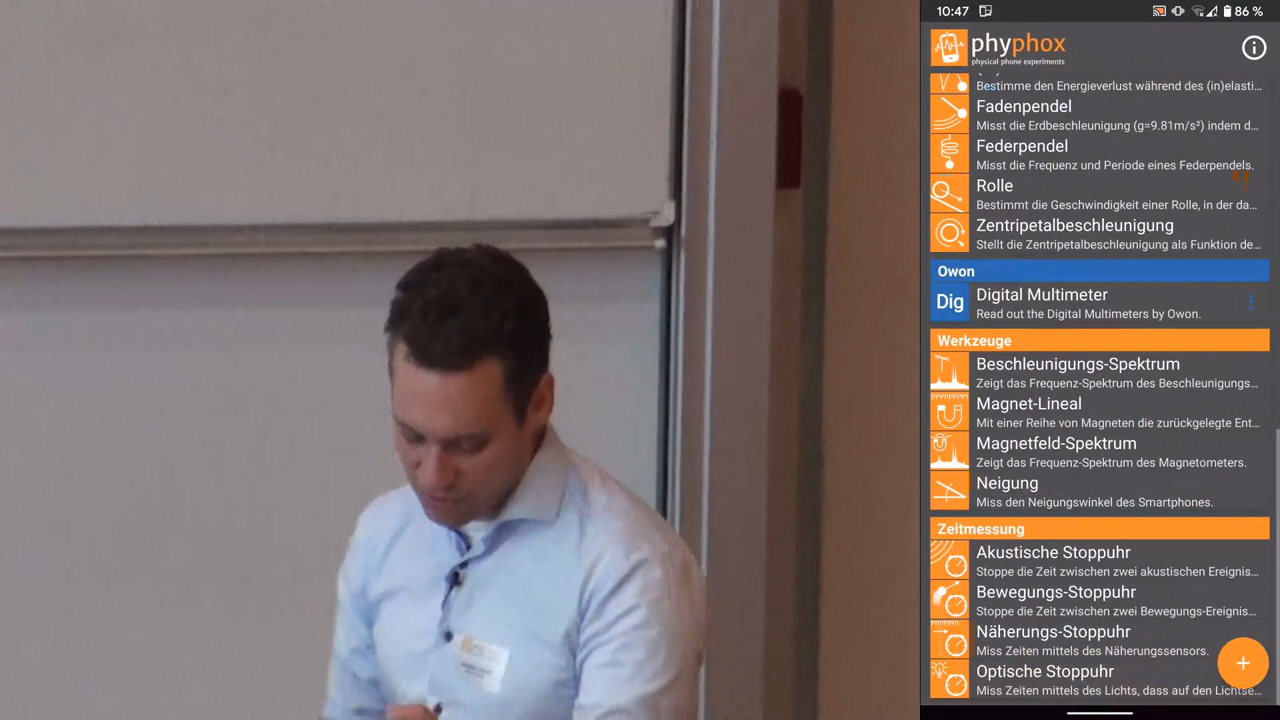 10:47
86 %
phyphox
physical phone experiments
Bestimme den Energieverlust während des (in)elasti...
Fadenpendel
Misst die Erdbeschleunigung (g=9.81m/s²) indem d...
Federpendel
Misst die Frequenz und Periode eines Federpendels.
Rolle
Bestimmt die Geschwindigkeit einer Rolle, in der da...
Zentripetalbeschleunigung
Stellt die Zentripetalbeschleunigung als Funktion de...
Owon
Dig
Digital Multimeter
Read out the Digital Multimeters by Owon.
Werkzeuge
Beschleunigungs-Spektrum
Zeigt das Frequenz-Spektrum des Beschleunigungs...
Magnet-Lineal
Mit einer Reihe von Magneten die zurückgelegte Ent...
Magnetfeld-Spektrum
Zeigt das Frequenz-Spektrum des Magnetometers.
Neigung
Miss den Neigungswinkel des Smartphones.
Zeitmessung
Akustische Stoppuhr
Stoppe die Zeit zwischen zwei akustischen Ereignis...
Bewegungs-Stoppuhr
Stoppe die Zeit zwischen zwei Bewegungs-Ereignis...
Näherungs-Stoppuhr
Miss Zeiten mittels des Näherungssensors.
Optische Stoppuhr
Miss Zeiten mittels des Lichts, dass auf den Lichtse...
+